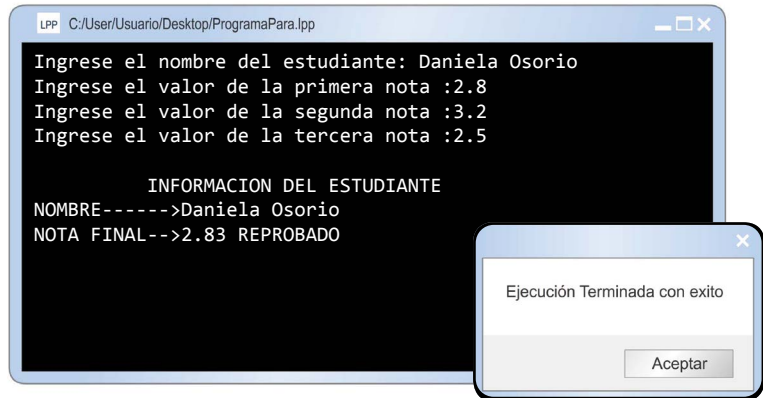 LPP C:/User/Usuario/Desktop/ProgramaPara.lpp
Ingrese el nombre del estudiante: Daniela Osorio
Ingrese el valor de la primera nota :2.8
Ingrese el valor de la segunda nota :3.2
Ingrese el valor de la tercera nota :2.5
INFORMACION DEL ESTUDIANTE
NOMBRE------>Daniela Osorio
NOTA FINAL-->2.83 REPROBADO
Ejecución Terminada con exito
Aceptar